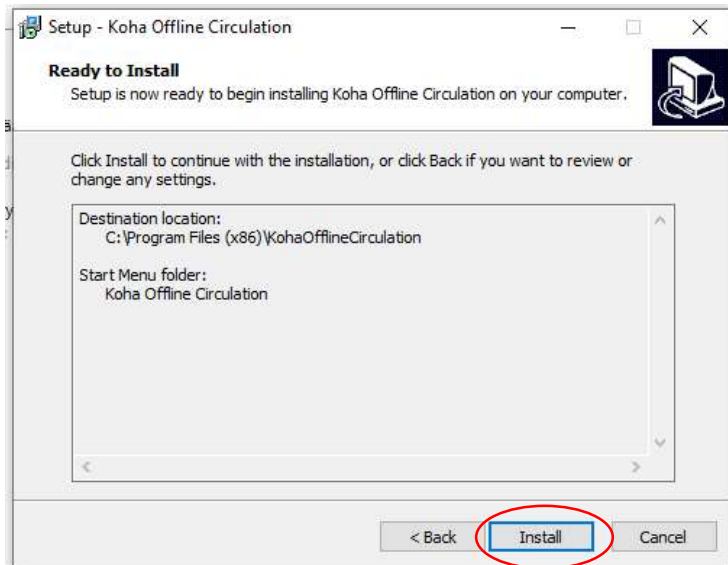 Setup - Koha Offline Circulation
Ready to Install
Setup is now ready to begin installing Koha Offline Circulation on your computer.
Click Install to continue with the installation, or click Back if you want to review or
change any settings.
Destination location:
C:\Program Files (x86)\KohaOfflineCirculation
Start Menu folder:
Koha Offline Circulation
< Back
Install
Cancel